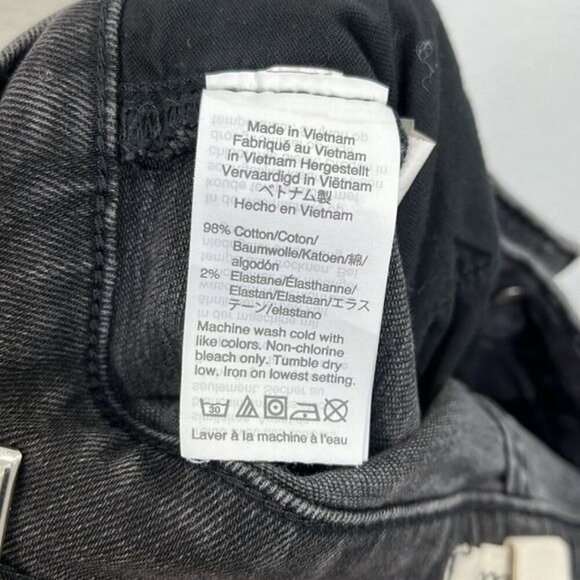 Made in Vietnam
Fabriqué au Vietnam
in Vietnam Hergestellt
Vervaardigd in Viëtnam
ベトナム製
Hecho en Vietnam
98% Cotton/Coton/
Baumwolle/Katoen/綿/
algodón
2% Elastane/Élasthanne/
Elastan/Elastaan/エラス
テーン/elastano
Machine wash cold with
like colors. Non-chlorine
bleach only. Tumble dry
low. Iron on lowest setting.
30
Laver à la machine à l'eau